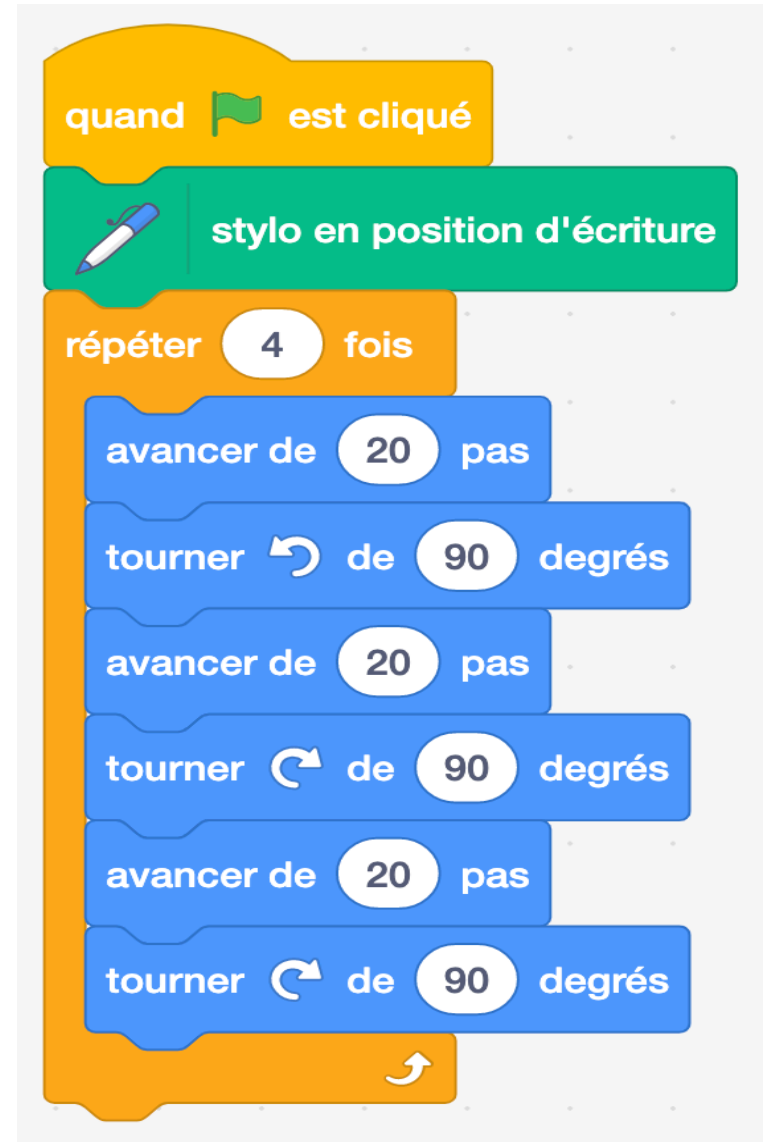 quand est cliqué
stylo en position d'écriture
répéter 4 fois
avancer de 20 pas
tourner de 90 degrés
avancer de 20 pas
tourner de 90 degrés
avancer de 20 pas
tourner de 90 degrés